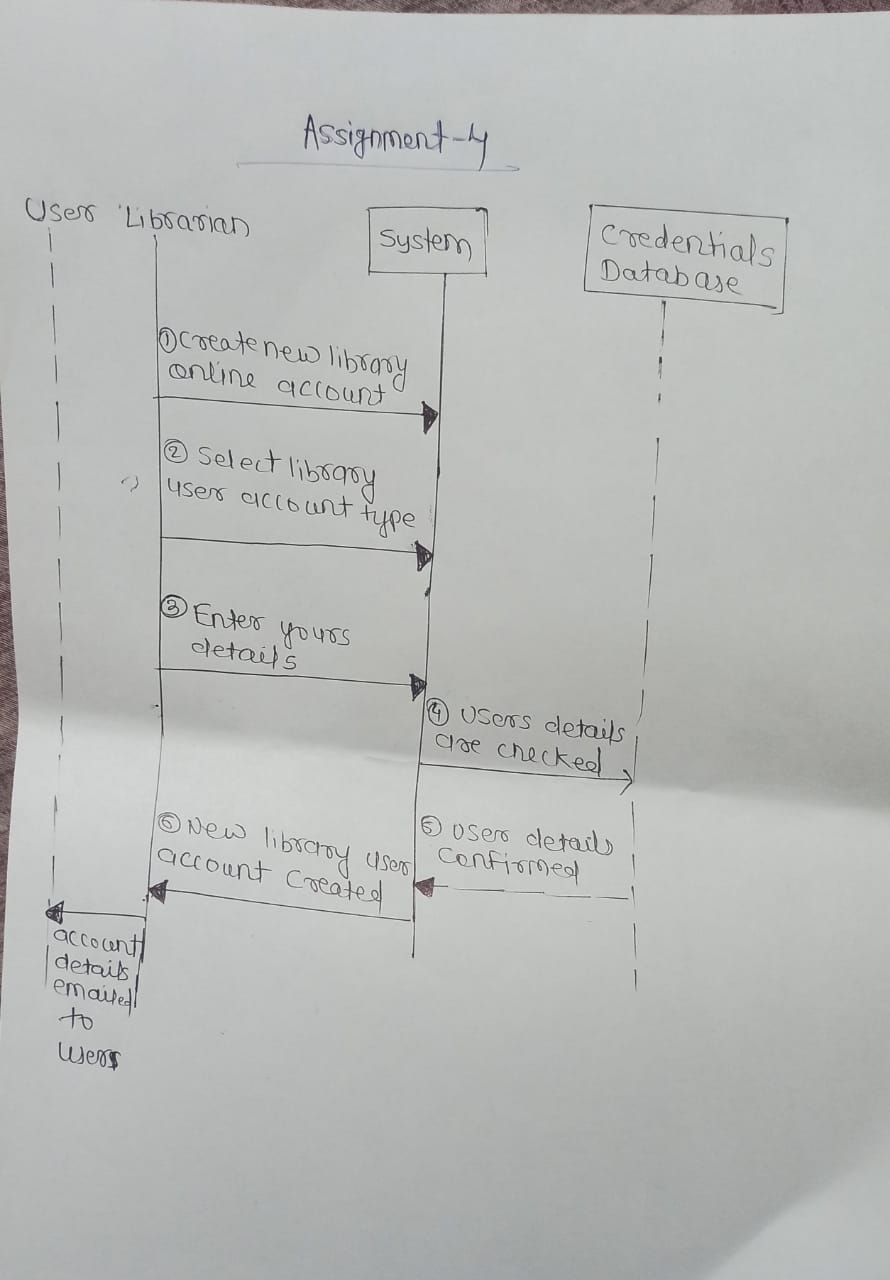 Assignment-4
User Librarian
System
Credentials
Database
① Create new library
online account
② Select library
user account type
③ Enter yours
details
④ Users details
are checked
⑤ User details
Confirmed
⑥ New library user
account Created
account
details
emailed
to
Users